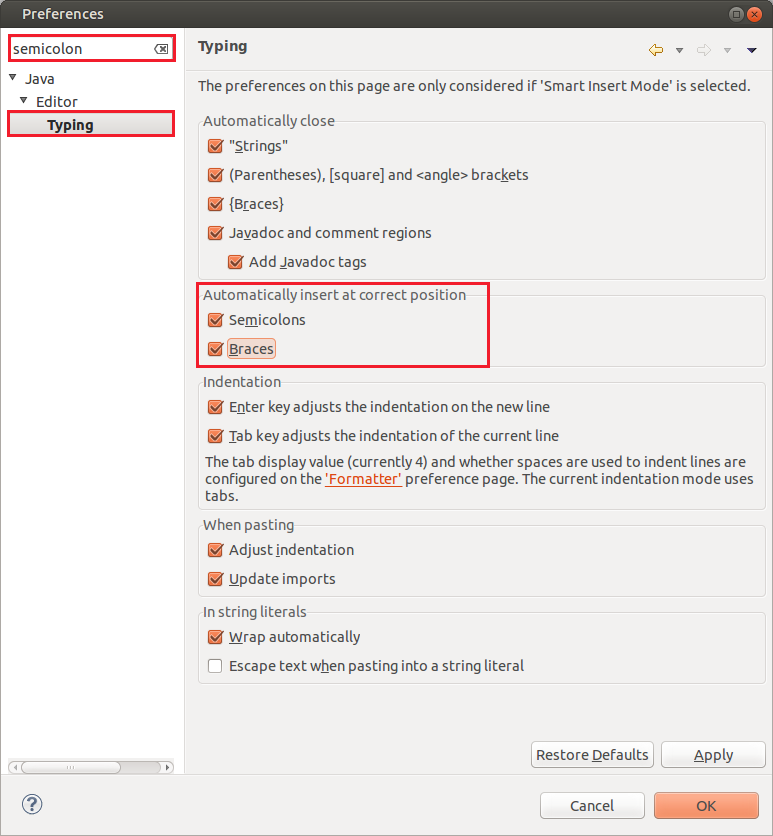 Preferences
semicolon
Java
Editor
Typing
Typing
The preferences on this page are only considered if 'Smart Insert Mode' is selected.
Automatically close
"Strings"
(Parentheses), [square] and <angle> brackets
{Braces}
Javadoc and comment regions
Add Javadoc tags
Automatically insert at correct position
Semicolons
Braces
Indentation
Enter key adjusts the indentation on the new line
Tab key adjusts the indentation of the current line
The tab display value (currently 4) and whether spaces are used to indent lines are
configured on the 'Formatter' preference page. The current indentation mode uses
tabs.
When pasting
Adjust indentation
Update imports
In string literals
Wrap automatically
Escape text when pasting into a string literal
Restore Defaults
Apply
?
Cancel
OK